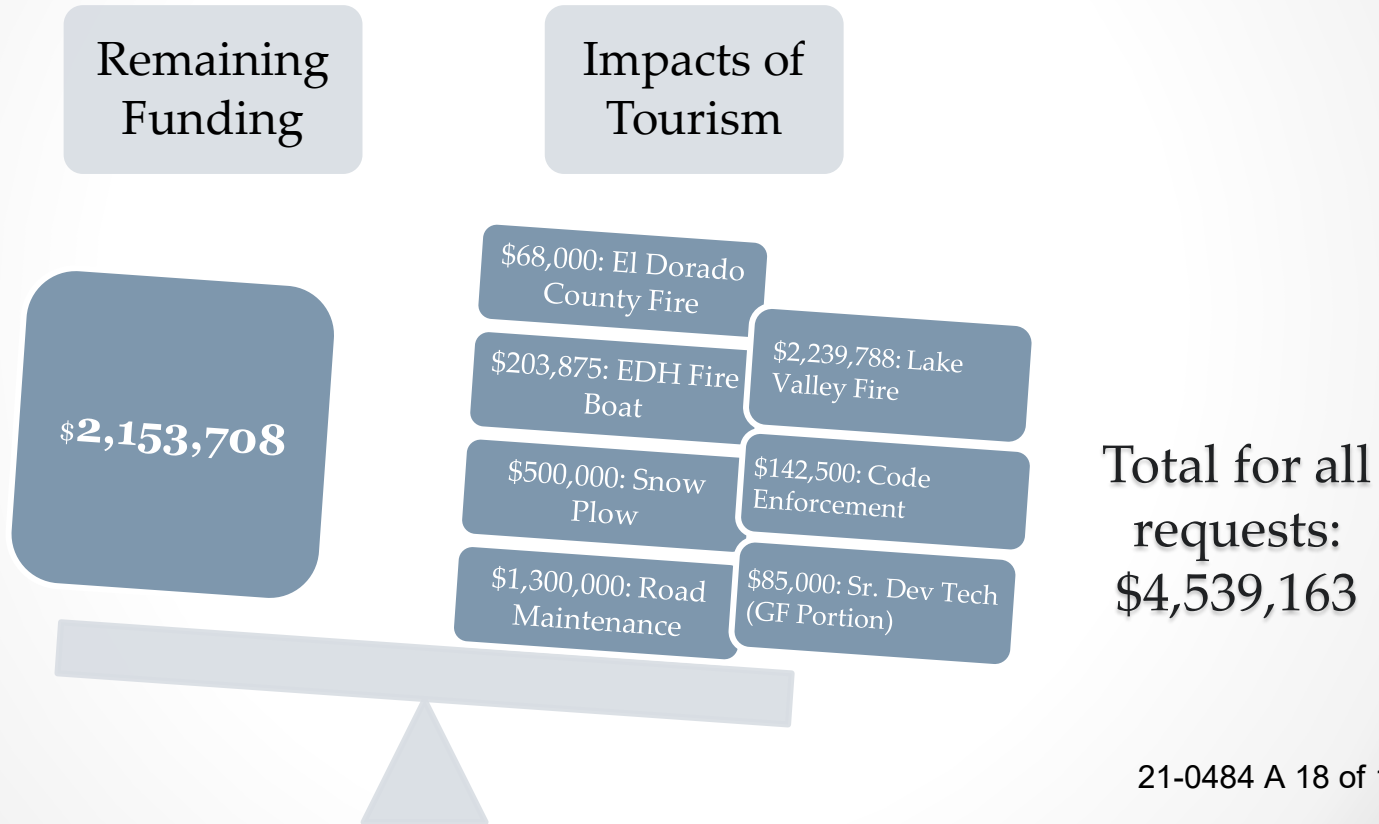 Remaining
Funding
Impacts of
Tourism
$2,153,708
$68,000: El Dorado
County Fire
$203,875: EDH Fire
Boat
$500,000: Snow
Plow
$1,300,000: Road
Maintenance
$2,239,788: Lake
Valley Fire
$142,500: Code
Enforcement
$85,000: Sr. Dev Tech
(GF Portion)
Total for all
requests:
$4,539,163
21-0484 A 18 of